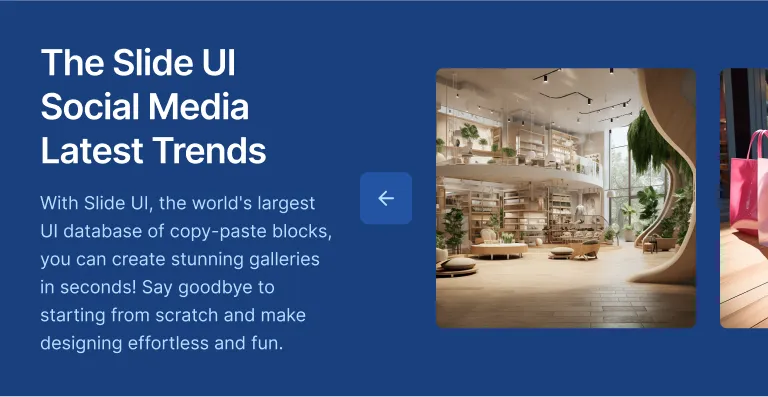 The Slide UI
Social Media
Latest Trends
With Slide UI, the world's largest
UI database of copy-paste blocks,
you can create stunning galleries
in seconds! Say goodbye to
starting from scratch and make
designing effortless and fun.